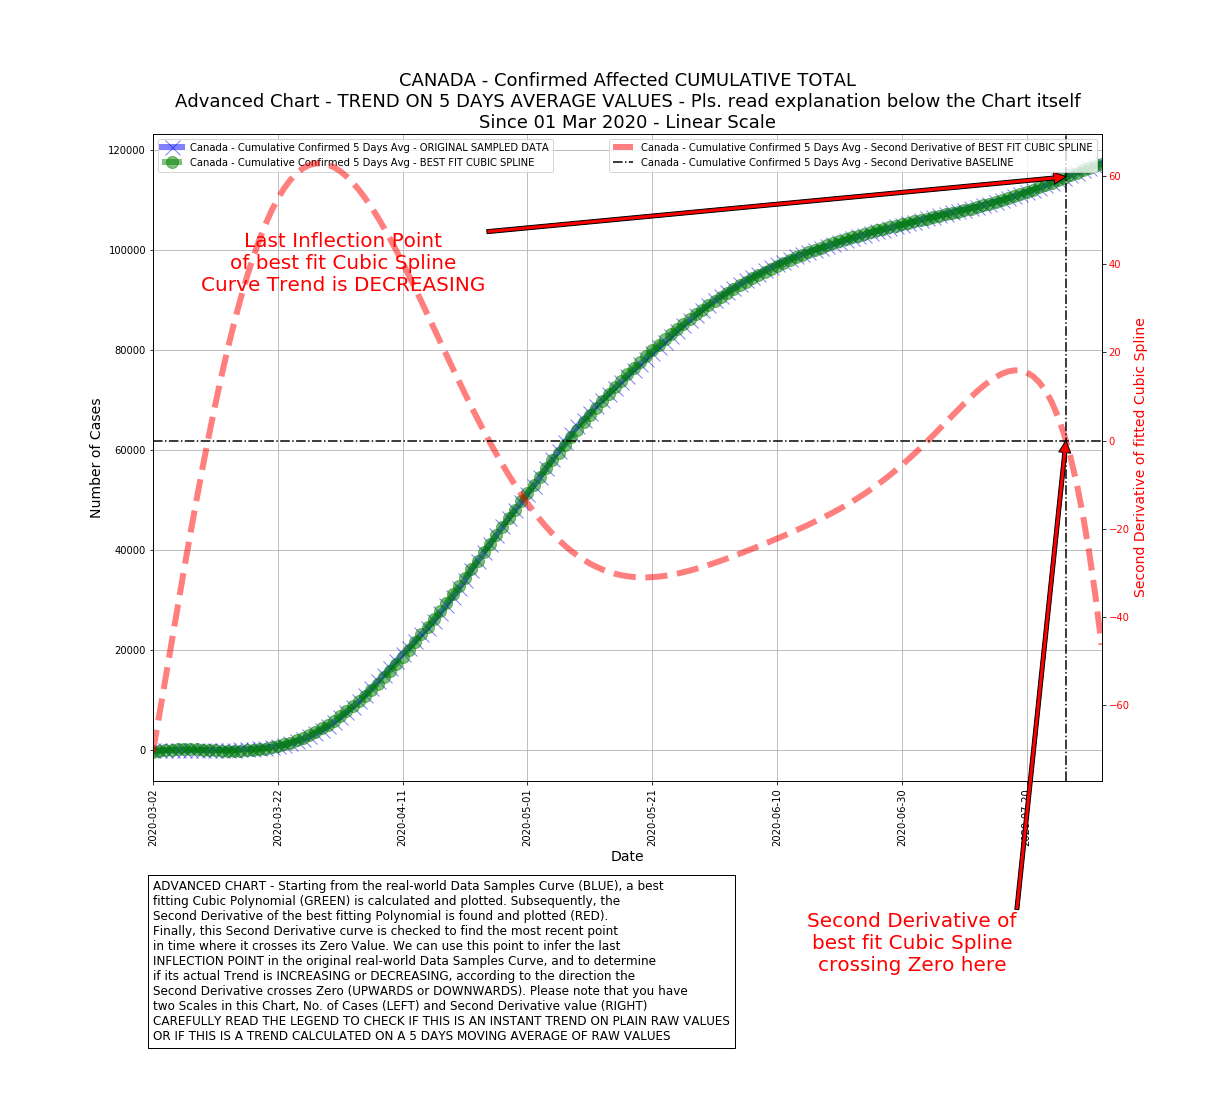 CANADA - Confirmed Affected CUMULATIVE TOTAL
Advanced Chart - TREND ON 5 DAYS AVERAGE VALUES - Pls. read explanation below the Chart itself
Since 01 Mar 2020 - Linear Scale
Canada - Cumulative Confirmed 5 Days Avg - ORIGINAL SAMPLED DATA
Canada - Cumulative Confirmed 5 Days Avg - BEST FIT CUBIC SPLINE
Canada - Cumulative Confirmed 5 Days Avg - Second Derivative of BEST FIT CUBIC SPLINE
Canada - Cumulative Confirmed 5 Days Avg - Second Derivative BASELINE
Last Inflection Point
of best fit Cubic Spline
Curve Trend is DECREASING
Number of Cases
120000
100000
80000
60000
40000
20000
0
60
40
20
0
−20
−40
−60
Second Derivative of fitted Cubic Spline
2020-03-02
2020-03-22
2020-04-11
2020-05-01
2020-05-21
2020-06-10
2020-06-30
2020-07-20
Date
Second Derivative of
best fit Cubic Spline
crossing Zero here
ADVANCED CHART - Starting from the real-world Data Samples Curve (BLUE), a best
fitting Cubic Polynomial (GREEN) is calculated and plotted. Subsequently, the
Second Derivative of the best fitting Polynomial is found and plotted (RED).
Finally, this Second Derivative curve is checked to find the most recent point
in time where it crosses its Zero Value. We can use this point to infer the last
INFLECTION POINT in the original real-world Data Samples Curve, and to determine
if its actual Trend is INCREASING or DECREASING, according to the direction the
Second Derivative crosses Zero (UPWARDS or DOWNWARDS). Please note that you have
two Scales in this Chart, No. of Cases (LEFT) and Second Derivative value (RIGHT)
CAREFULLY READ THE LEGEND TO CHECK IF THIS IS AN INSTANT TREND ON PLAIN RAW VALUES
OR IF THIS IS A TREND CALCULATED ON A 5 DAYS MOVING AVERAGE OF RAW VALUES